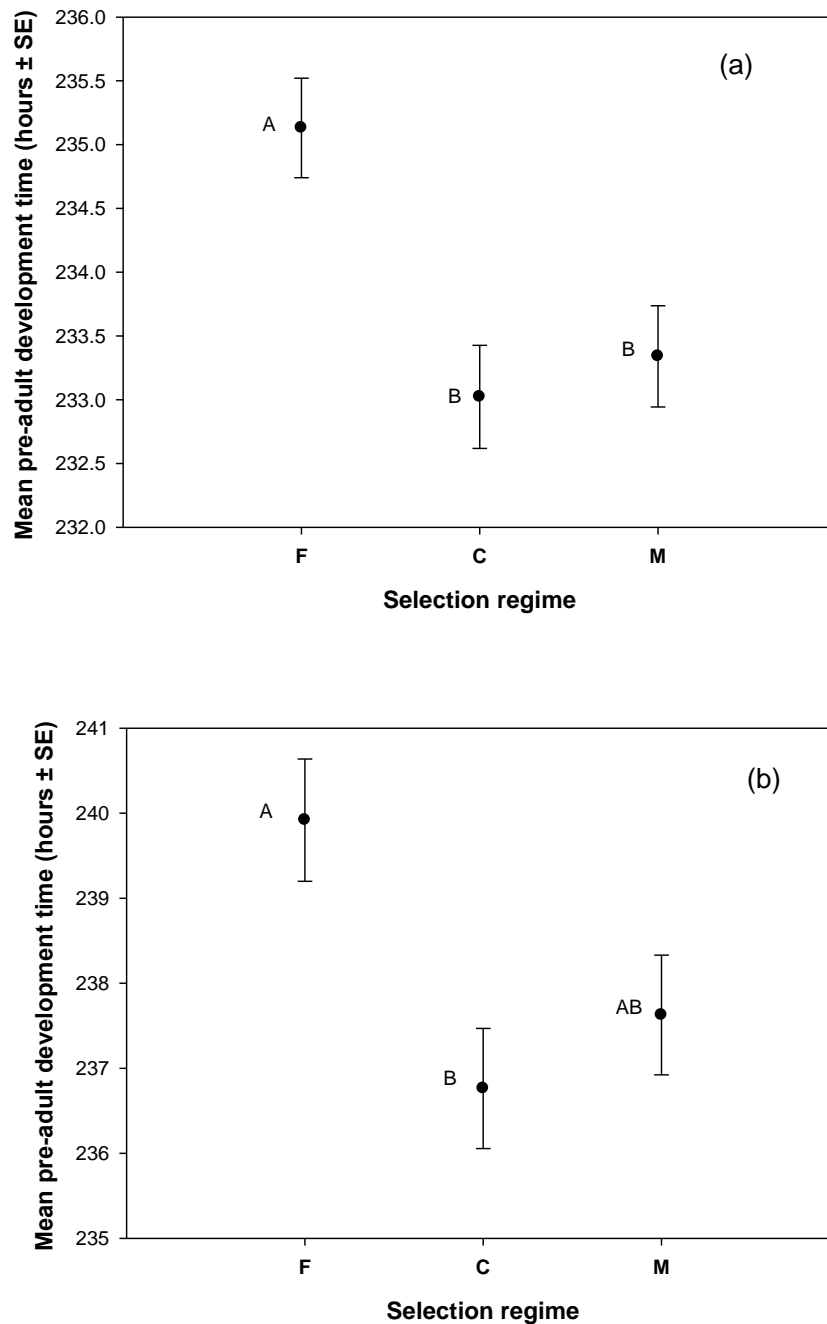 (a)
Mean pre-adult development time (hours ± SE)
236.0
235.5
235.0
234.5
234.0
233.5
233.0
232.5
232.0
A
B
B
F C M
Selection regime
(b)
Mean pre-adult development time (hours ± SE)
241
240
239
238
237
236
235
A
B
AB
F C M
Selection regime